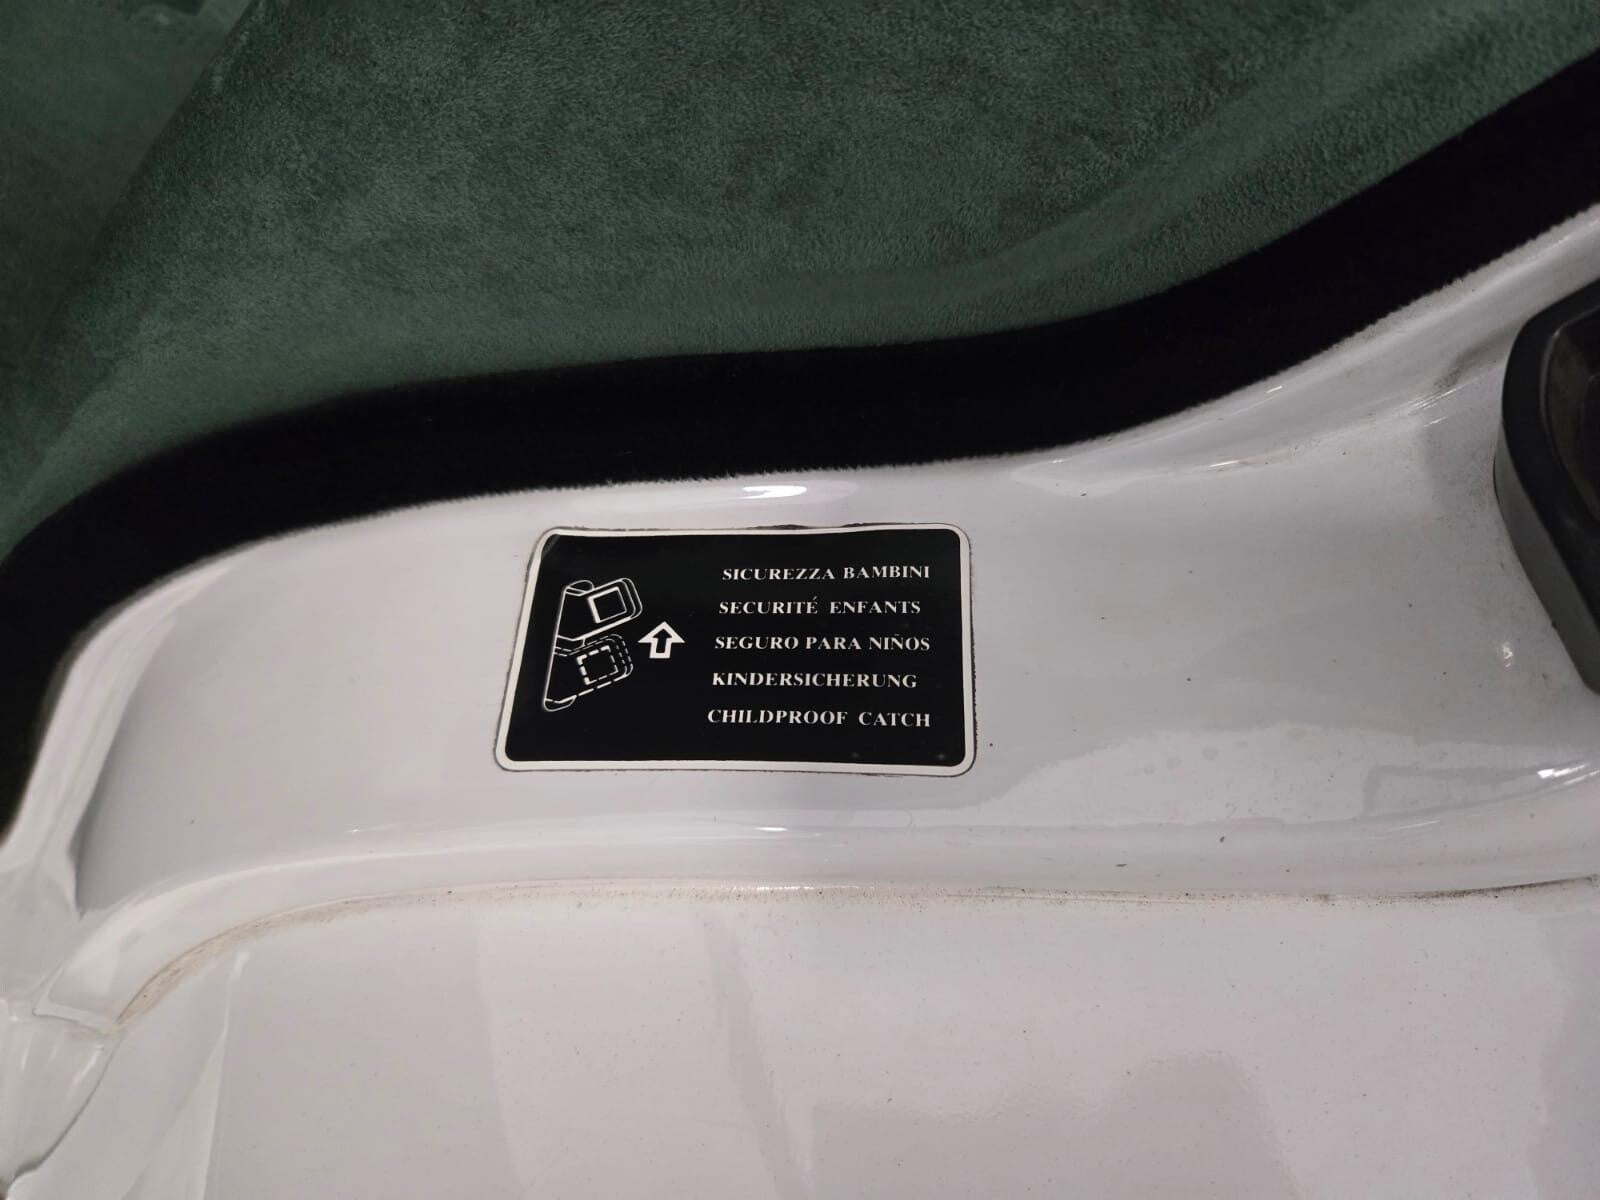 SICUREZZA BAMBINI
SECURITÉ ENFANTS
SEGURO PARA NIÑOS
KINDERSICHERUNG
CHILDPROOF CATCH